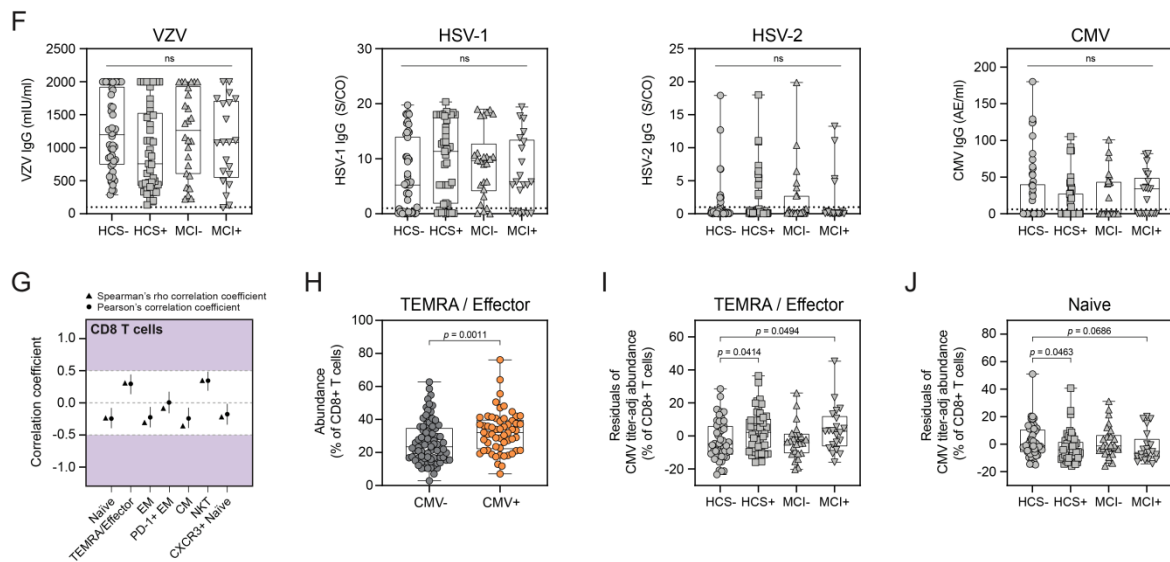 F
VZV
ns
VZV IgG (mIU/ml)
2500
2000
1500
1000
500
0
HCS- HCS+ MCI- MCI+
HSV-1
ns
HSV-1 IgG (S/CO)
30
20
10
0
HCS- HCS+ MCI- MCI+
HSV-2
ns
HSV-2 IgG (S/CO)
25
20
15
10
5
0
HCS- HCS+ MCI- MCI+
CMV
ns
CMV IgG (AE/ml)
200
150
100
50
0
HCS- HCS+ MCI- MCI+
G
▲ Spearman's rho correlation coefficient
● Pearson's correlation coefficient
CD8 T cells
Correlation coefficient
1.0
0.5
0.0
-0.5
-1.0
Naïve
TEMRA/Effector
EM
PD-1+ EM
CM
NKT
CXCR3+ Naïve
H
TEMRA / Effector
p = 0.0011
Abundance
(% of CD8+ T cells)
100
80
60
40
20
0
CMV- CMV+
I
TEMRA / Effector
p = 0.0494
p = 0.0414
Residuals of
CMV titer-adj abundance
(% of CD8+ T cells)
60
40
20
0
-20
HCS- HCS+ MCI- MCI+
J
Naive
p = 0.0686
p = 0.0463
Residuals of
CMV titer-adj abundance
(% of CD8+ T cells)
80
60
40
20
0
-20
HCS- HCS+ MCI- MCI+